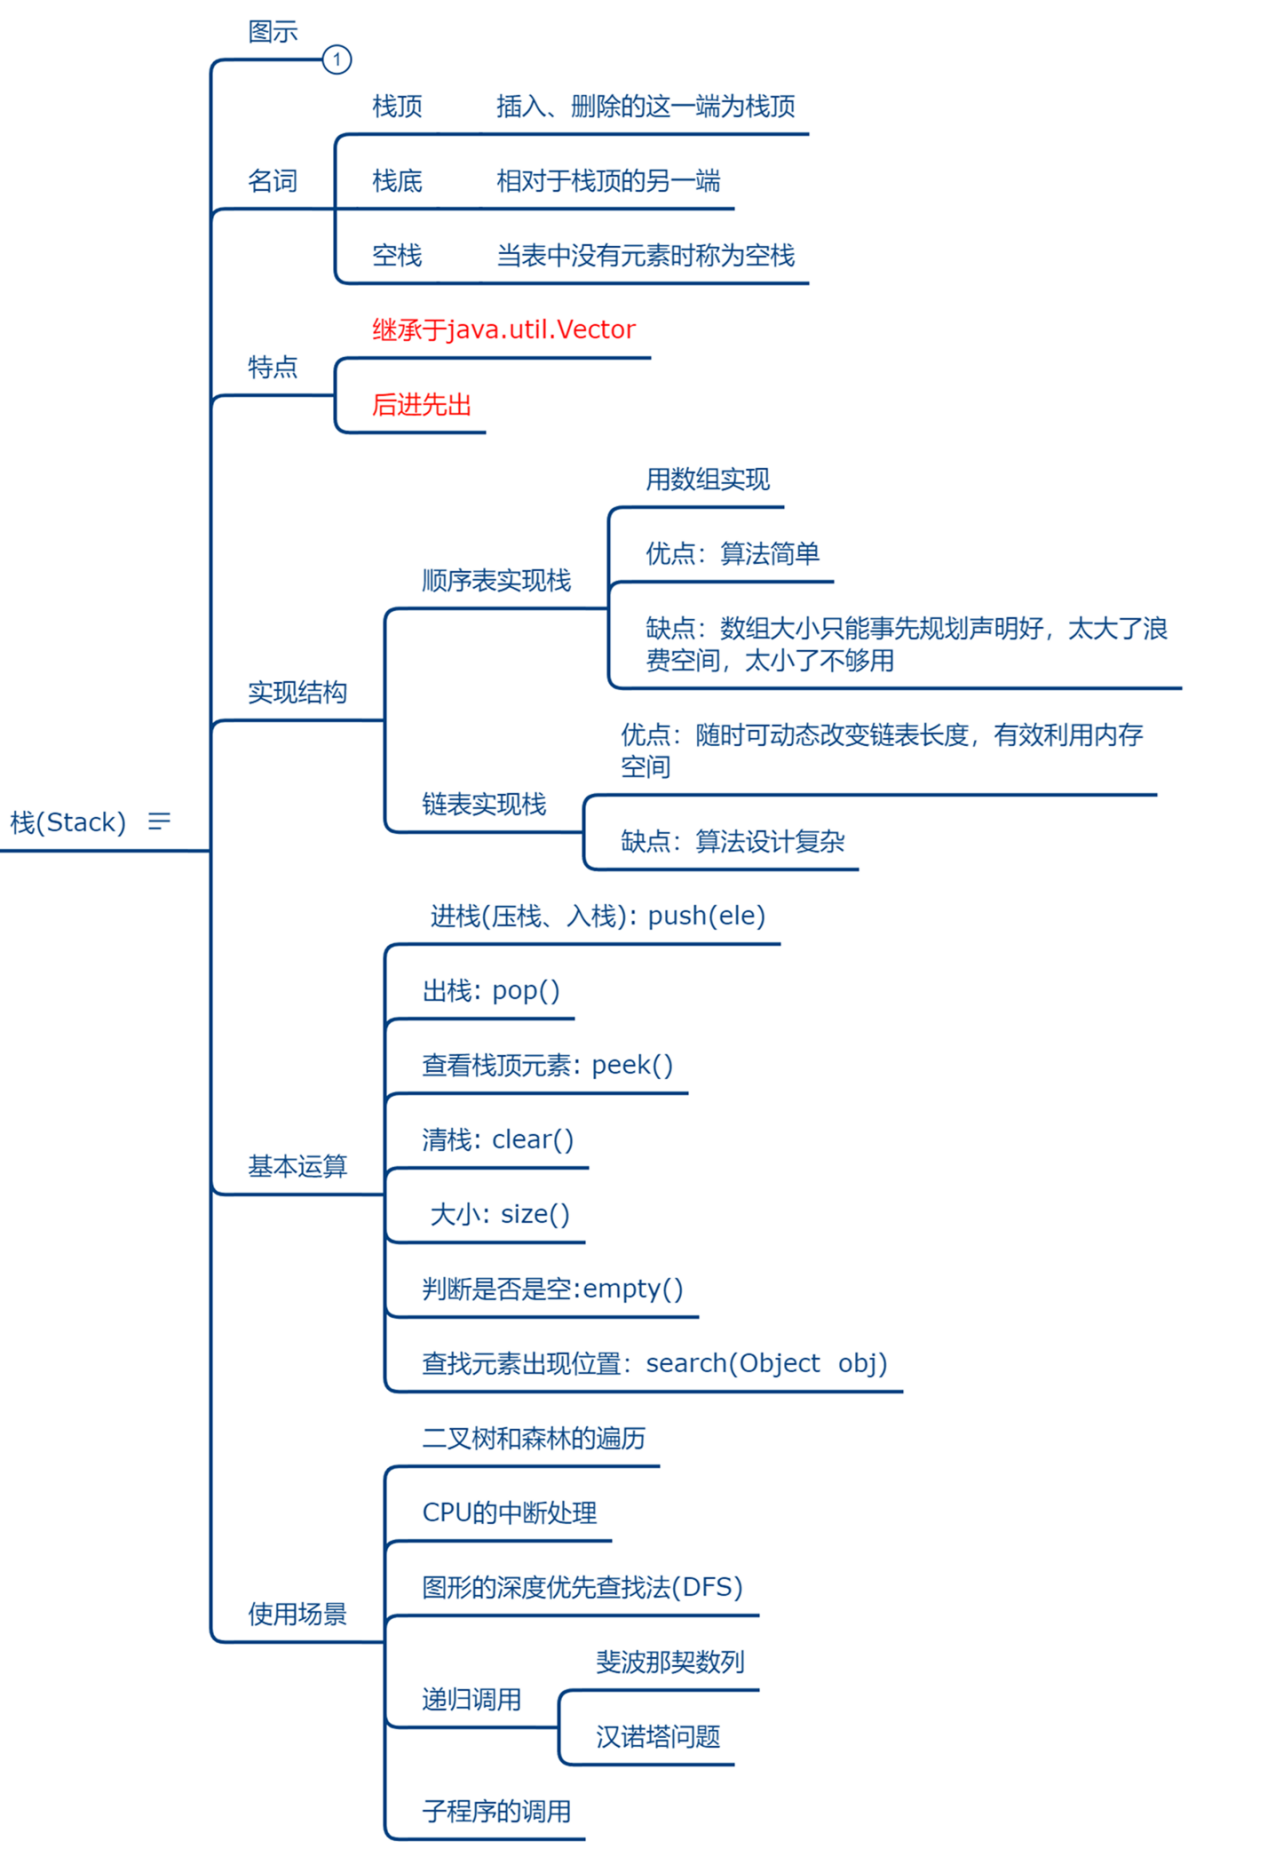 图示
1
栈顶 插入、删除的这一端为栈顶
名词
栈底 相对于栈顶的另一端
空栈 当表中没有元素时称为空栈
继承于java.util.Vector
特点
后进先出
用数组实现
优点：算法简单
顺序表实现栈
缺点：数组大小只能事先规划声明好，太大了浪
费空间，太小了不够用
实现结构
优点：随时可动态改变链表长度，有效利用内存
空间
链表实现栈
缺点：算法设计复杂
栈(Stack)
进栈(压栈、入栈): push(ele)
出栈: pop()
查看栈顶元素: peek()
清栈: clear()
基本运算
大小: size()
判断是否是空:empty()
查找元素出现位置：search(Object obj)
二叉树和森林的遍历
CPU的中断处理
图形的深度优先查找法(DFS)
使用场景
斐波那契数列
递归调用
汉诺塔问题
子程序的调用